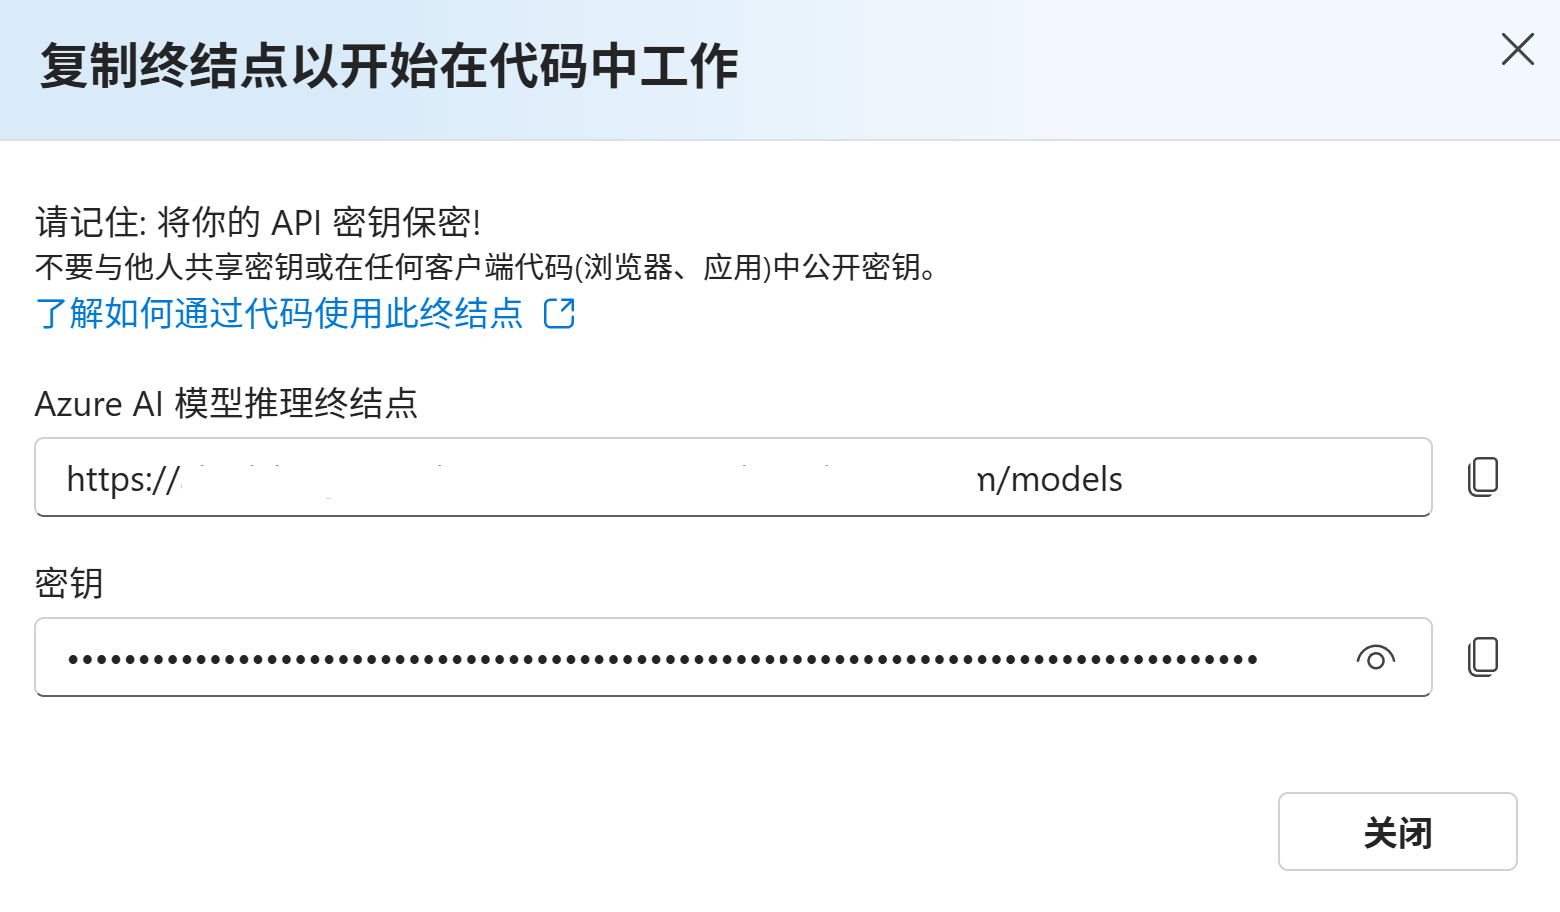 复制终结点以开始在代码中工作
请记住: 将你的 API 密钥保密!
不要与他人共享密钥或在任何客户端代码(浏览器、应用)中公开密钥。
了解如何通过代码使用此终结点
Azure AI 模型推理终结点
https:// n/models
密钥
••••••••••••••••••••••••••••••••••••••••••••••••••••••••••••••••••••••••••••••••••••
关闭